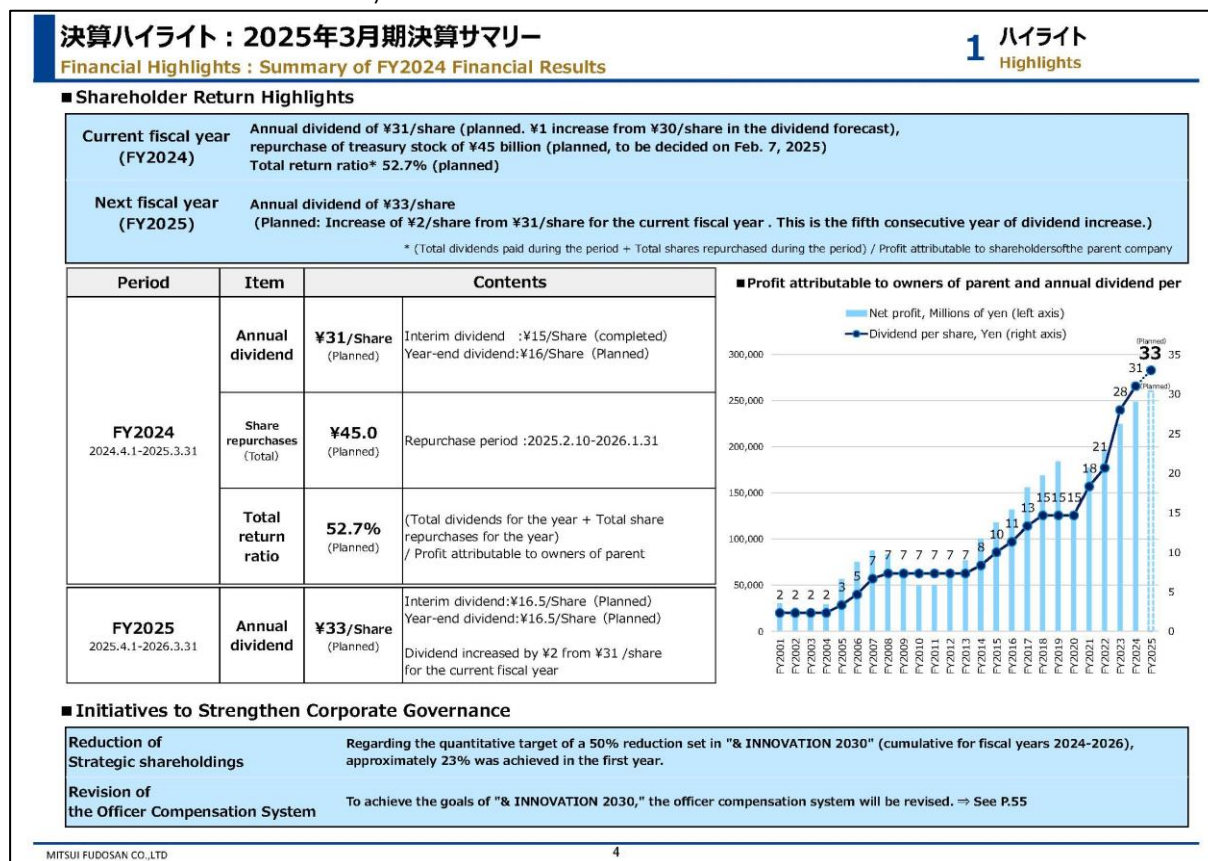 決算ハイライト：2025年3月期決算サマリー
Financial Highlights : Summary of FY2024 Financial Results
1
ハイライト
Highlights
■ Shareholder Return Highlights
Current fiscal year
(FY2024)
Annual dividend of ¥31/share (planned. ¥1 increase from ¥30/share in the dividend forecast),
repurchase of treasury stock of ¥45 billion (planned, to be decided on Feb. 7, 2025)
Total return ratio* 52.7% (planned)
Next fiscal year
(FY2025)
Annual dividend of ¥33/share
(Planned: Increase of ¥2/share from ¥31/share for the current fiscal year . This is the fifth consecutive year of dividend increase.)
* (Total dividends paid during the period + Total shares repurchased during the period) / Profit attributable to shareholdersofthe parent company
Period Item Contents
FY2024
2024.4.1-2025.3.31
Annual
dividend
¥31/Share
(Planned)
Interim dividend :¥15/Share（completed）
Year-end dividend:¥16/Share（Planned）
Share
repurchases
（Total）
¥45.0
(Planned)
Repurchase period :2025.2.10-2026.1.31
Total
return
ratio
52.7%
(Planned)
(Total dividends for the year + Total share
repurchases for the year)
/ Profit attributable to owners of parent
FY2025
2025.4.1-2026.3.31
Annual
dividend
¥33/Share
(Planned)
Interim dividend:¥16.5/Share（Planned）
Year-end dividend:¥16.5/Share（Planned）
Dividend increased by ¥2 from ¥31 /share
for the current fiscal year
■Profit attributable to owners of parent and annual dividend per
Net profit, Millions of yen (left axis)
Dividend per share, Yen (right axis)
300,000
250,000
200,000
150,000
100,000
50,000
0
2 2 2 2 3 5 7 7 7 7 7 7 7 8 10 11 13 15 15 15 18 21 28 31
(Planned)
33
(Planned)
35
30
25
20
15
10
5
0
FY2001 FY2002 FY2003 FY2004 FY2005 FY2006 FY2007 FY2008 FY2009 FY2010 FY2011 FY2012 FY2013 FY2014 FY2015 FY2016 FY2017 FY2018 FY2019 FY2020 FY2021 FY2022 FY2023 FY2024 FY2025
■ Initiatives to Strengthen Corporate Governance
Reduction of
Strategic shareholdings
Regarding the quantitative target of a 50% reduction set in "& INNOVATION 2030" (cumulative for fiscal years 2024-2026),
approximately 23% was achieved in the first year.
Revision of
the Officer Compensation System
To achieve the goals of "& INNOVATION 2030," the officer compensation system will be revised. ⇒ See P.55
MITSUI FUDOSAN CO.,LTD
4